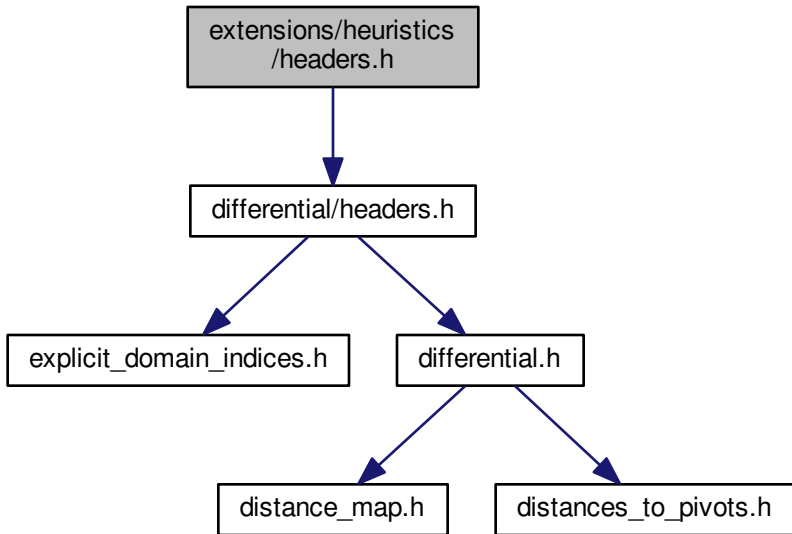 extensions/heuristics
/headers.h
differential/headers.h
explicit_domain_indices.h
differential.h
distance_map.h
distances_to_pivots.h